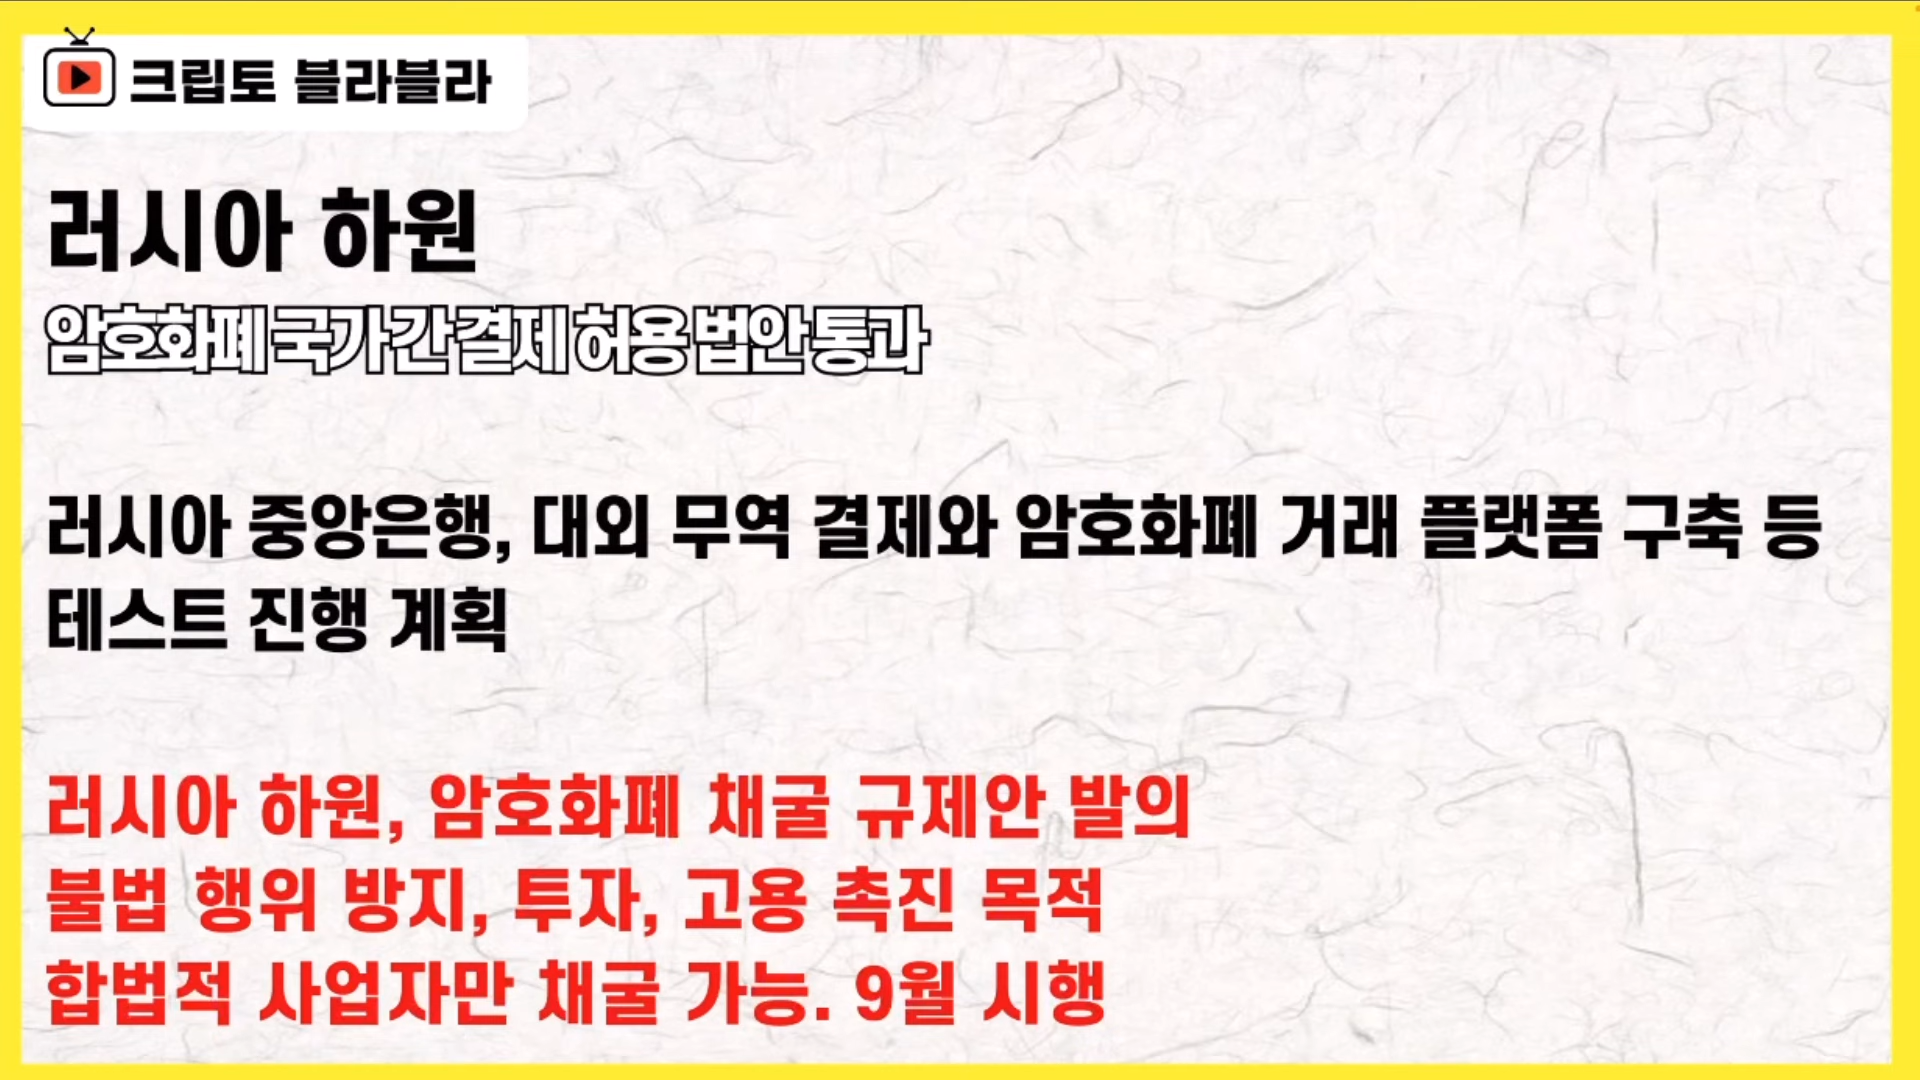 크립토 블라블라
러시아 하원
암호화폐 국가간 결제 허용 법안 통과
러시아 중앙은행, 대외 무역 결제와 암호화폐 거래 플랫폼 구축 등
테스트 진행 계획
러시아 하원, 암호화폐 채굴 규제안 발의
불법 행위 방지, 투자, 고용 촉진 목적
합법적 사업자만 채굴 가능. 9월 시행